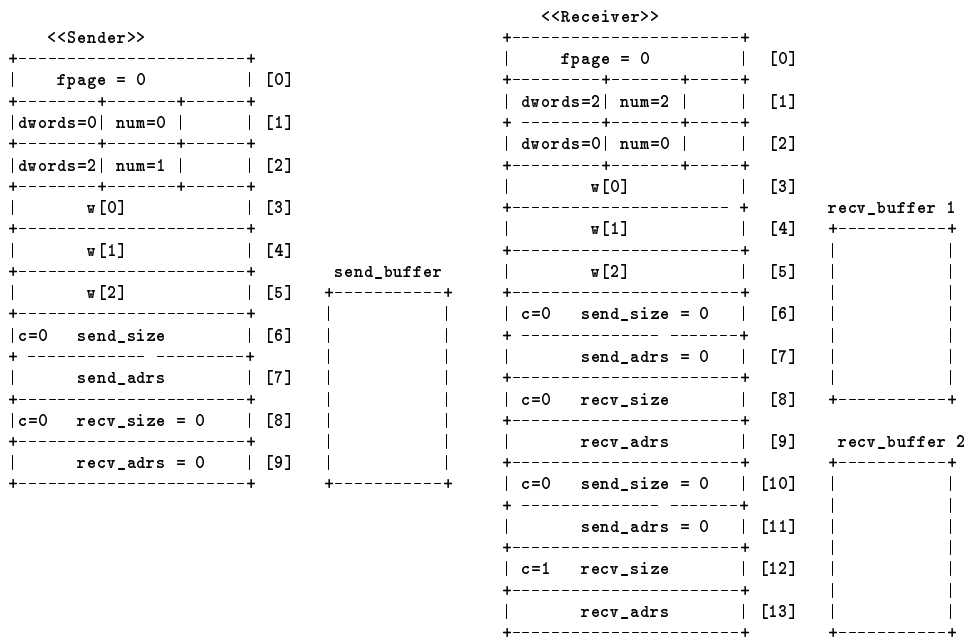 <<Sender>>
fpage = 0 [0]
dwords=0 num=0 [1]
dwords=2 num=1 [2]
w[0] [3]
w[1] [4]
w[2] [5]
c=0 send_size [6]
send_adrs [7]
c=0 recv_size = 0 [8]
recv_adrs = 0 [9]
send_buffer
<<Receiver>>
fpage = 0 [0]
dwords=2 num=2 [1]
dwords=0 num=0 [2]
w[0] [3]
w[1] [4]
w[2] [5]
c=0 send_size = 0 [6]
send_adrs = 0 [7]
c=0 recv_size [8]
recv_adrs [9]
c=0 send_size = 0 [10]
send_adrs = 0 [11]
c=1 recv_size [12]
recv_adrs [13]
recv_buffer 1
recv_buffer 2